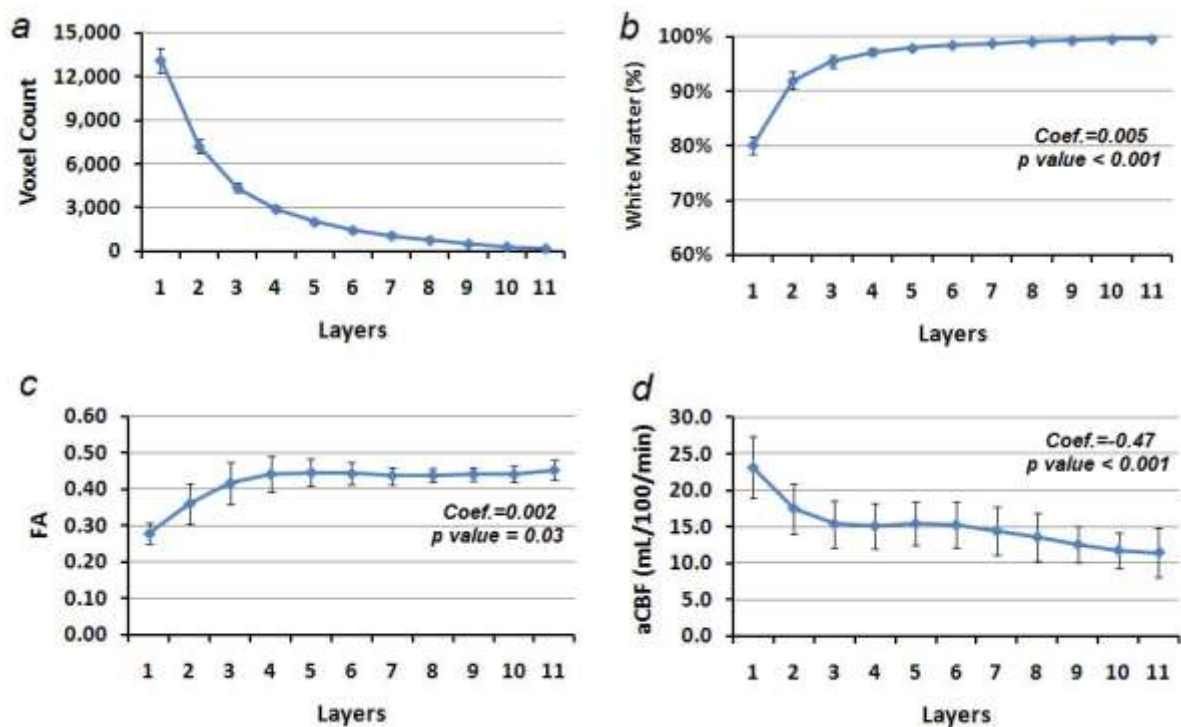 a
15,000
12,000
9,000
6,000
3,000
0
Voxel Count
1 2 3 4 5 6 7 8 9 10 11
Layers
b
100%
90%
80%
70%
60%
White Matter (%)
Coef.=0.005
p value < 0.001
1 2 3 4 5 6 7 8 9 10 11
Layers
c
0.60
0.50
0.40
0.30
0.20
0.10
0.00
FA
Coef.=0.002
p value = 0.03
1 2 3 4 5 6 7 8 9 10 11
Layers
d
30.0
25.0
20.0
15.0
10.0
5.0
0.0
aCBF (mL/100/min)
Coef.=-0.47
p value < 0.001
1 2 3 4 5 6 7 8 9 10 11
Layers